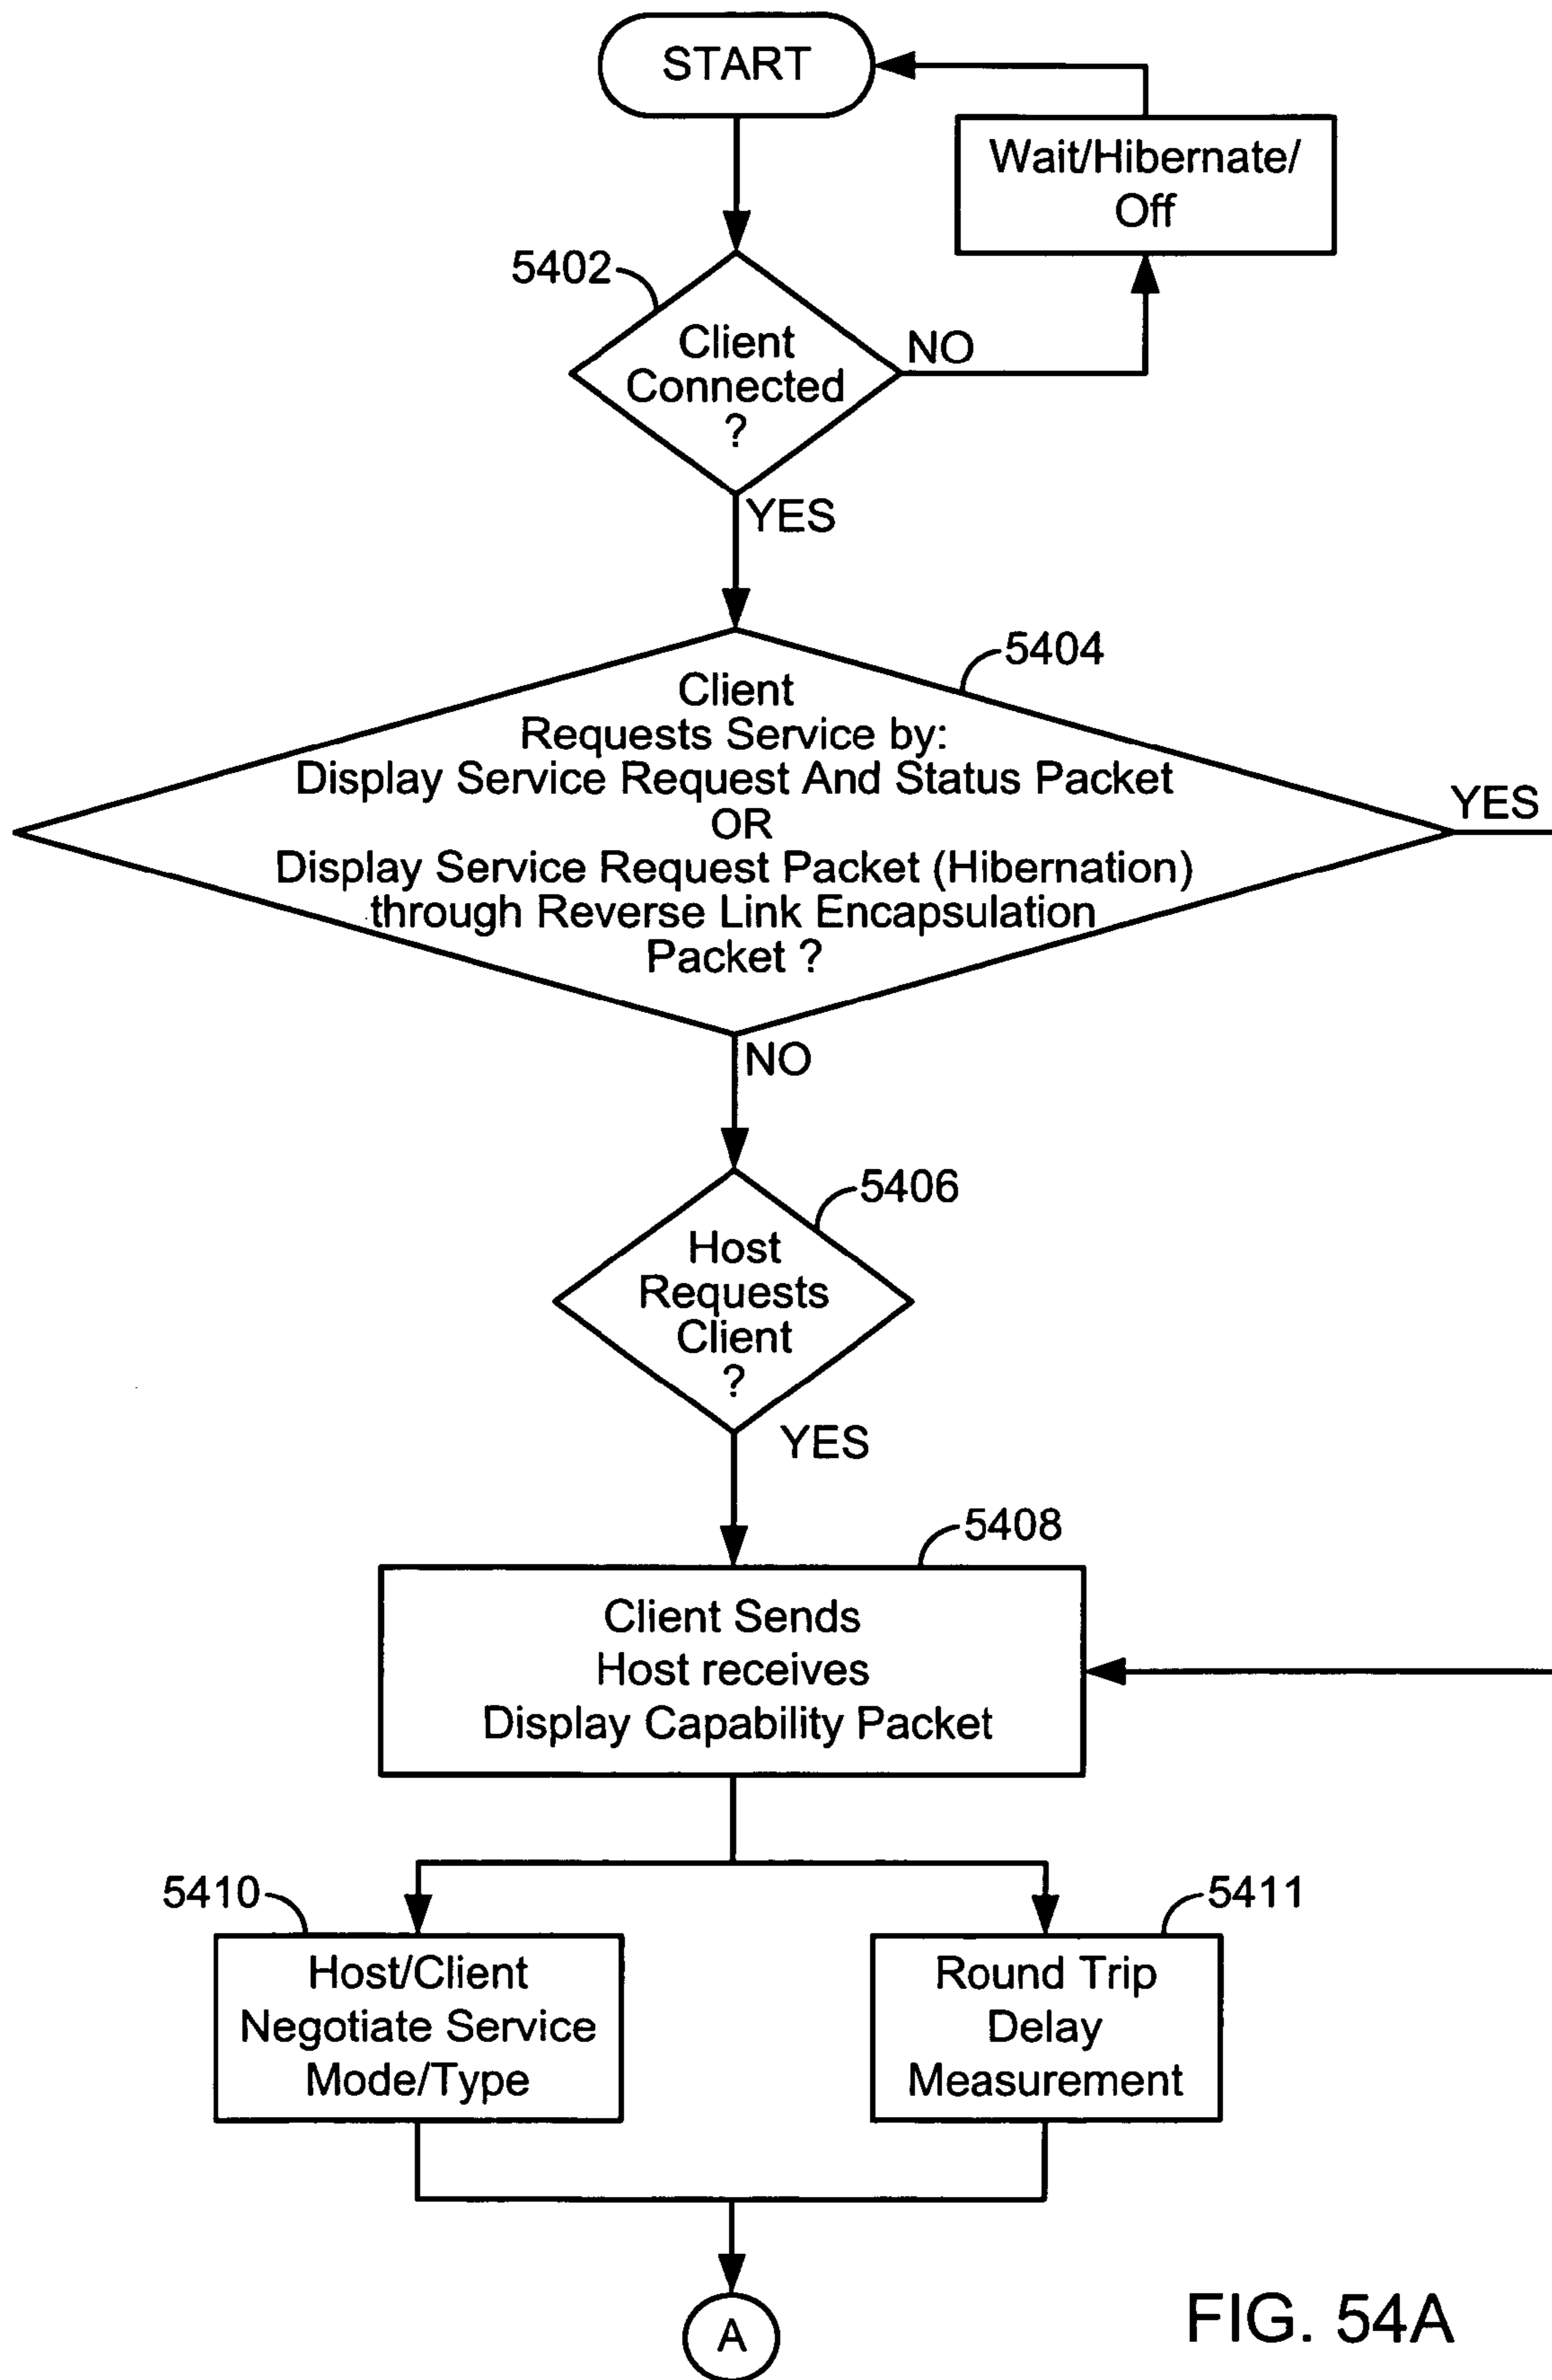 START
Wait/Hibernate/
Off
5402
Client
Connected
?
NO
YES
5404
Client
Requests Service by:
Display Service Request And Status Packet
OR
Display Service Request Packet (Hibernation)
through Reverse Link Encapsulation
Packet ?
YES
NO
5406
Host
Requests
Client
?
YES
5408
Client Sends
Host receives
Display Capability Packet
5410
Host/Client
Negotiate Service
Mode/Type
5411
Round Trip
Delay
Measurement
A
FIG. 54A